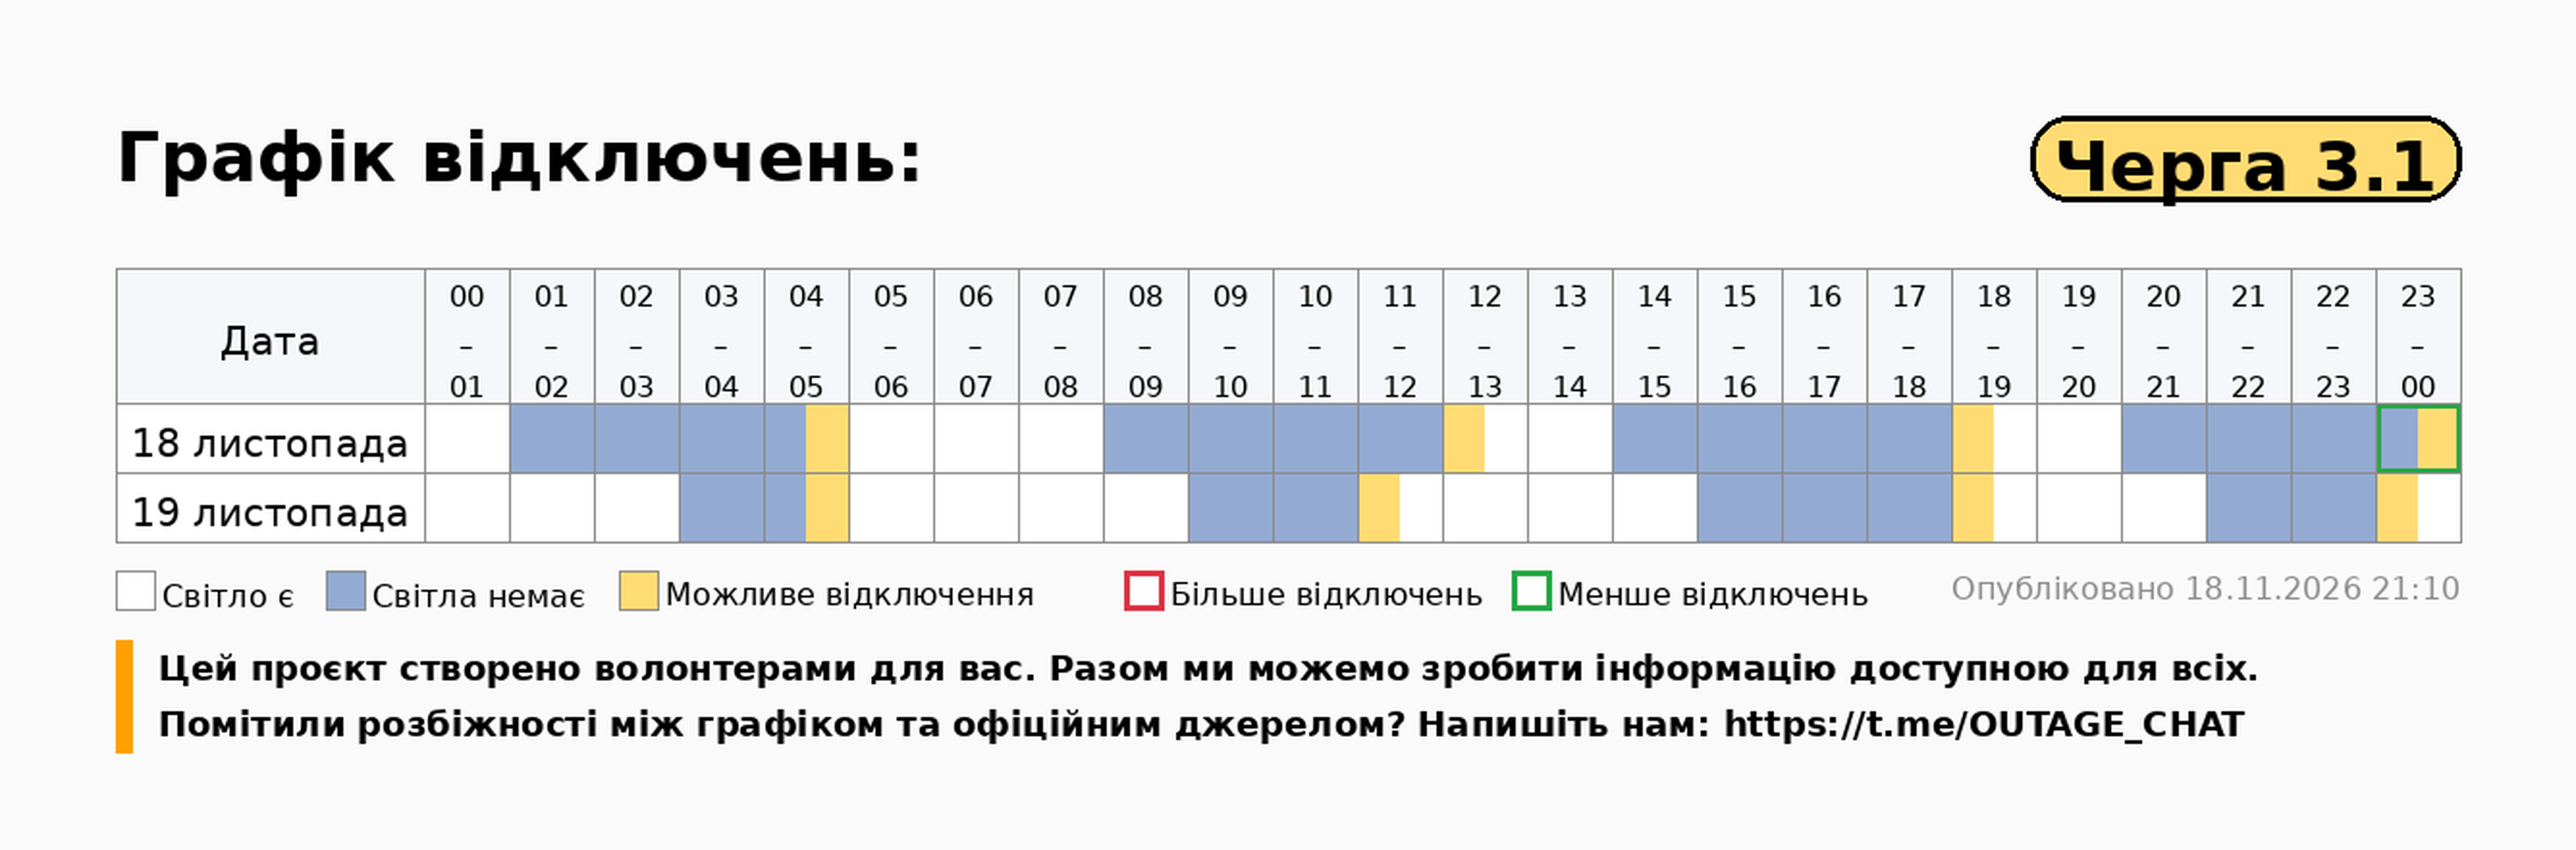 Графік відключень:
Черга 3.1
Дата 00 – 01 01 – 02 02 – 03 03 – 04 04 – 05 05 – 06 06 – 07 07 – 08 08 – 09 09 – 10 10 – 11 11 – 12 12 – 13 13 – 14 14 – 15 15 – 16 16 – 17 17 – 18 18 – 19 19 – 20 20 – 21 21 – 22 22 – 23 23 – 00
18 листопада
19 листопада
Світло є Світла немає Можливе відключення Більше відключень Менше відключень Опубліковано 18.11.2026 21:10
Цей проєкт створено волонтерами для вас. Разом ми можемо зробити інформацію доступною для всіх.
Помітили розбіжності між графіком та офіційним джерелом? Напишіть нам: https://t.me/OUTAGE_CHAT